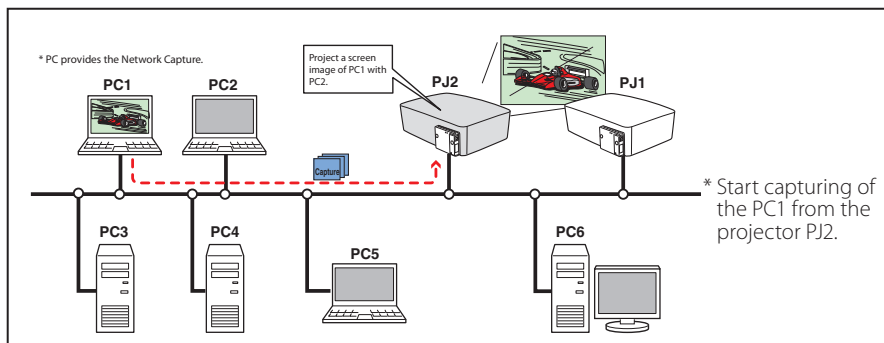 * PC provides the Network Capture.
Project a screen
image of PC1 with
PC2.
PC1
PC2
PJ2
PJ1
Capture
* Start capturing of
the PC1 from the
projector PJ2.
PC3
PC4
PC5
PC6